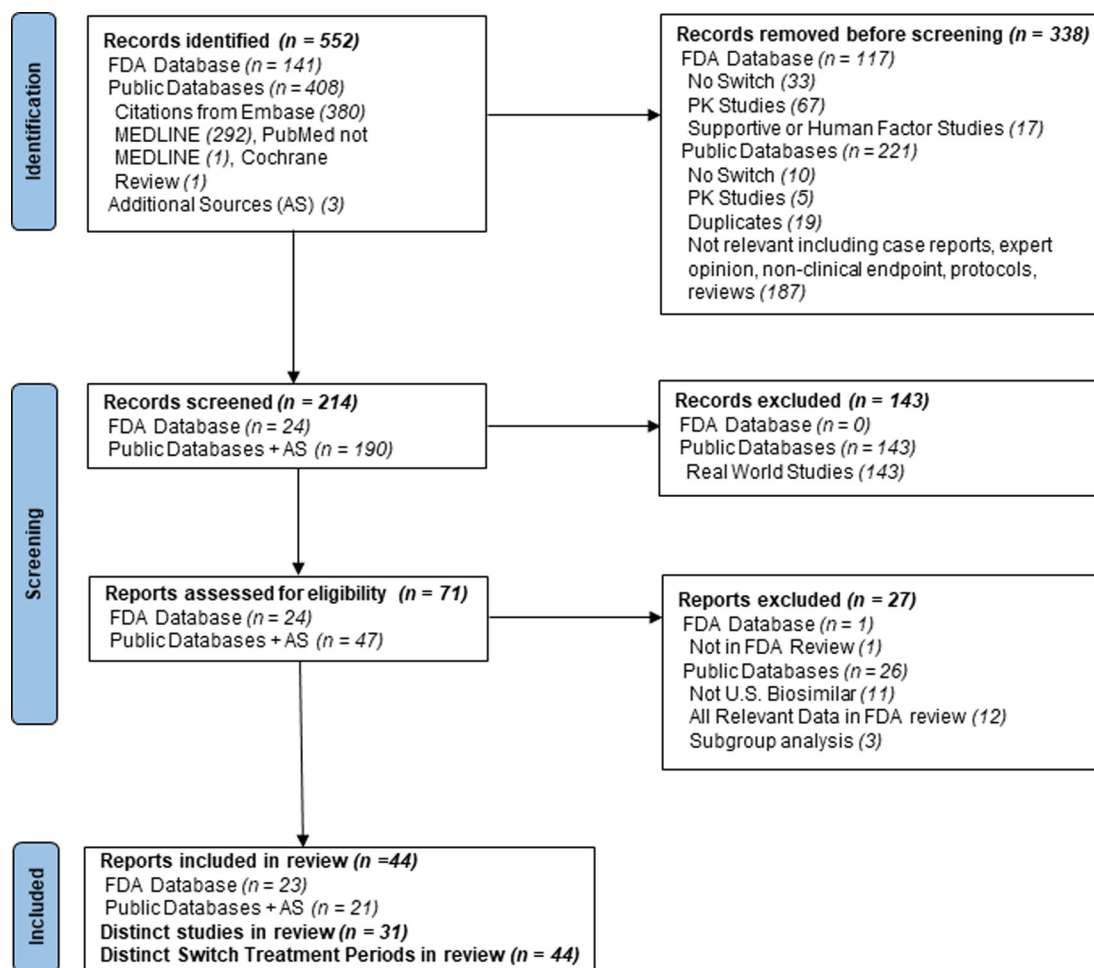 Identification
Records identified (n = 552)
FDA Database (n = 141)
Public Databases (n = 408)
Citations from Embase (380)
MEDLINE (292), PubMed not
MEDLINE (1), Cochrane
Review (1)
Additional Sources (AS) (3)
Records removed before screening (n = 338)
FDA Database (n = 117)
No Switch (33)
PK Studies (67)
Supportive or Human Factor Studies (17)
Public Databases (n = 221)
No Switch (10)
PK Studies (5)
Duplicates (19)
Not relevant including case reports, expert
opinion, non-clinical endpoint, protocols,
reviews (187)
Screening
Records screened (n = 214)
FDA Database (n = 24)
Public Databases + AS (n = 190)
Records excluded (n = 143)
FDA Database (n = 0)
Public Databases (n = 143)
Real World Studies (143)
Reports assessed for eligibility (n = 71)
FDA Database (n = 24)
Public Databases + AS (n = 47)
Reports excluded (n = 27)
FDA Database (n = 1)
Not in FDA Review (1)
Public Databases (n = 26)
Not U.S. Biosimilar (11)
All Relevant Data in FDA review (12)
Subgroup analysis (3)
Included
Reports included in review (n =44)
FDA Database (n = 23)
Public Databases + AS (n = 21)
Distinct studies in review (n = 31)
Distinct Switch Treatment Periods in review (n = 44)